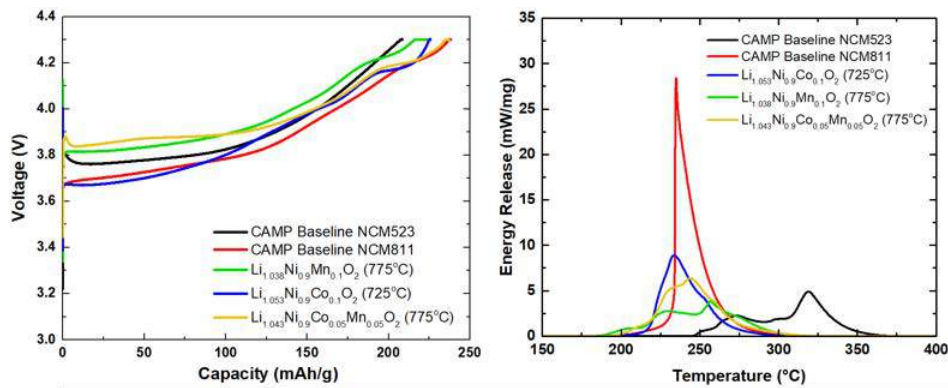 4.4
4.2
4.0
3.8
3.6
3.4
3.2
3.0
Voltage (V)
CAMP Baseline NCM523
CAMP Baseline NCM811
Li₁.₀₃₈Ni₀.₉Mn₀.₁O₂ (775°C)
Li₁.₀₅₃Ni₀.₉Co₀.₁O₂ (725°C)
Li₁.₀₄₃Ni₀.₉Co₀.₀₅Mn₀.₀₅O₂ (775°C)
0 50 100 150 200 250
Capacity (mAh/g)
35
30
25
20
15
10
5
0
Energy Release (mW/mg)
CAMP Baseline NCM523
CAMP Baseline NCM811
Li₁.₀₅₃Ni₀.₉Co₀.₁O₂ (725°C)
Li₁.₀₃₈Ni₀.₉Mn₀.₁O₂ (775°C)
Li₁.₀₄₃Ni₀.₉Co₀.₀₅Mn₀.₀₅O₂ (775°C)
150 200 250 300 350 400
Temperature (°C)